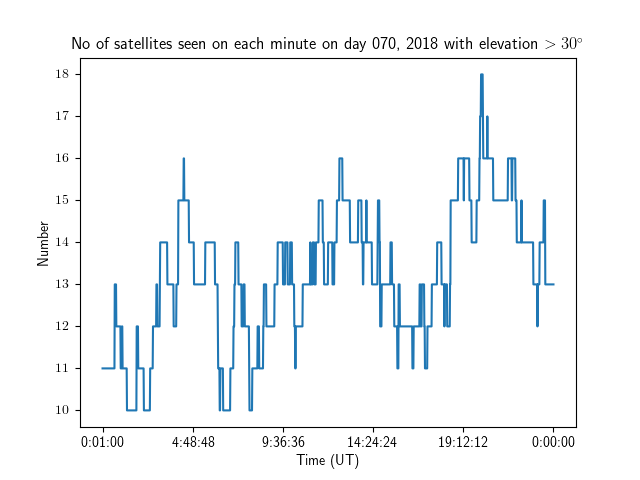 No of satellites seen on each minute on day 070, 2018 with elevation > 30°
18
17
16
15
14
13
12
11
10
Number
0:01:00 4:48:48 9:36:36 14:24:24 19:12:12 0:00:00
Time (UT)